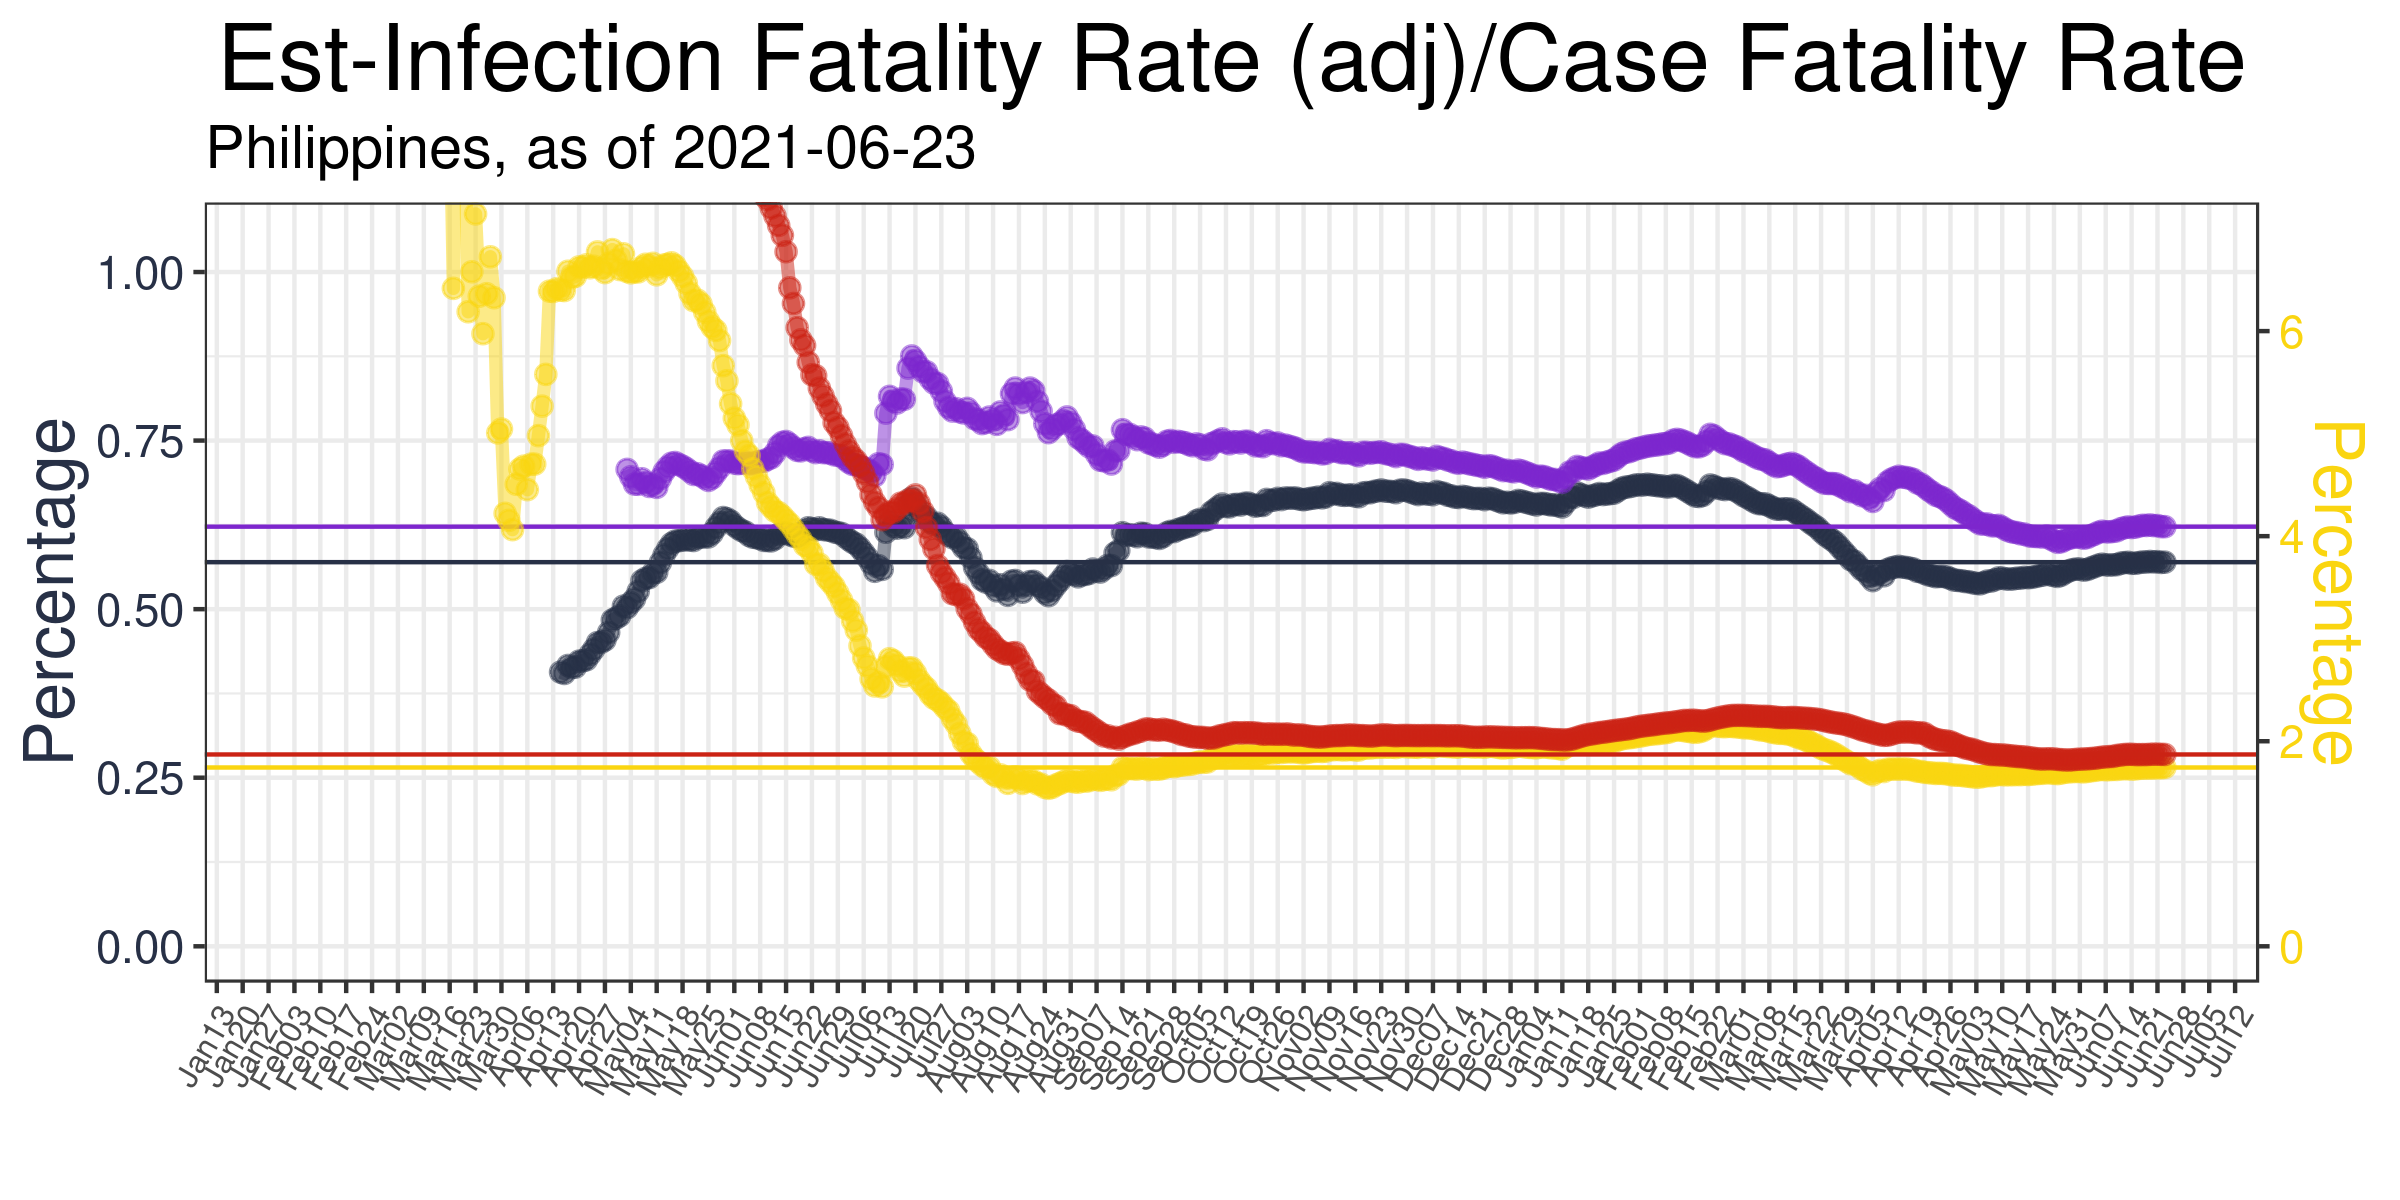 Est-Infection Fatality Rate (adj)/Case Fatality Rate
Philippines, as of 2021-06-23
Percentage
1.00
0.75
0.50
0.25
0.00
6
4
2
0
Percentage
Jan13
Jan20
Jan27
Feb03
Feb10
Feb17
Feb24
Mar02
Mar09
Mar16
Mar23
Mar30
Apr06
Apr13
Apr20
Apr27
May04
May11
May18
May25
Jun01
Jun08
Jun15
Jun22
Jun29
Jul06
Jul13
Jul20
Jul27
Aug03
Aug10
Aug17
Aug24
Aug31
Sep07
Sep14
Sep21
Sep28
Oct05
Oct12
Oct19
Oct26
Nov02
Nov09
Nov16
Nov23
Nov30
Dec07
Dec14
Dec21
Dec28
Jan04
Jan11
Jan18
Jan25
Feb01
Feb08
Feb15
Feb22
Mar01
Mar08
Mar15
Mar22
Mar29
Apr05
Apr12
Apr19
Apr26
May03
May10
May17
May24
May31
Jun07
Jun14
Jun21
Jun28
Jul05
Jul12